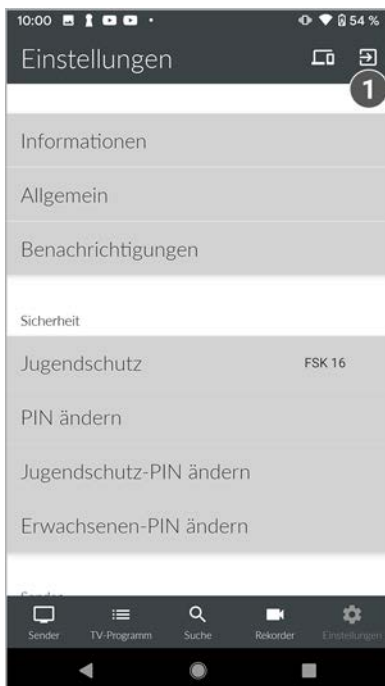 10:00 54 %
Einstellungen
1
Informationen
Allgemein
Benachrichtigungen
Sicherheit
Jugendschutz FSK 16
PIN ändern
Jugendschutz-PIN ändern
Erwachsenen-PIN ändern
Sender TV-Programm Suche Rekorder Einstellungen